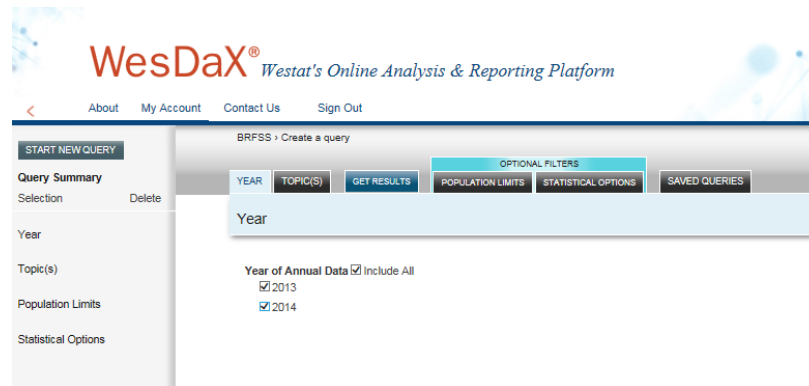 WesDaX® Westat's Online Analysis & Reporting Platform
< About My Account Contact Us Sign Out
START NEW QUERY
Query Summary
Selection Delete
Year
Topic(s)
Population Limits
Statistical Options
BRFSS › Create a query
OPTIONAL FILTERS
YEAR TOPIC(S) GET RESULTS POPULATION LIMITS STATISTICAL OPTIONS SAVED QUERIES
Year
Year of Annual Data Include All
2013
2014